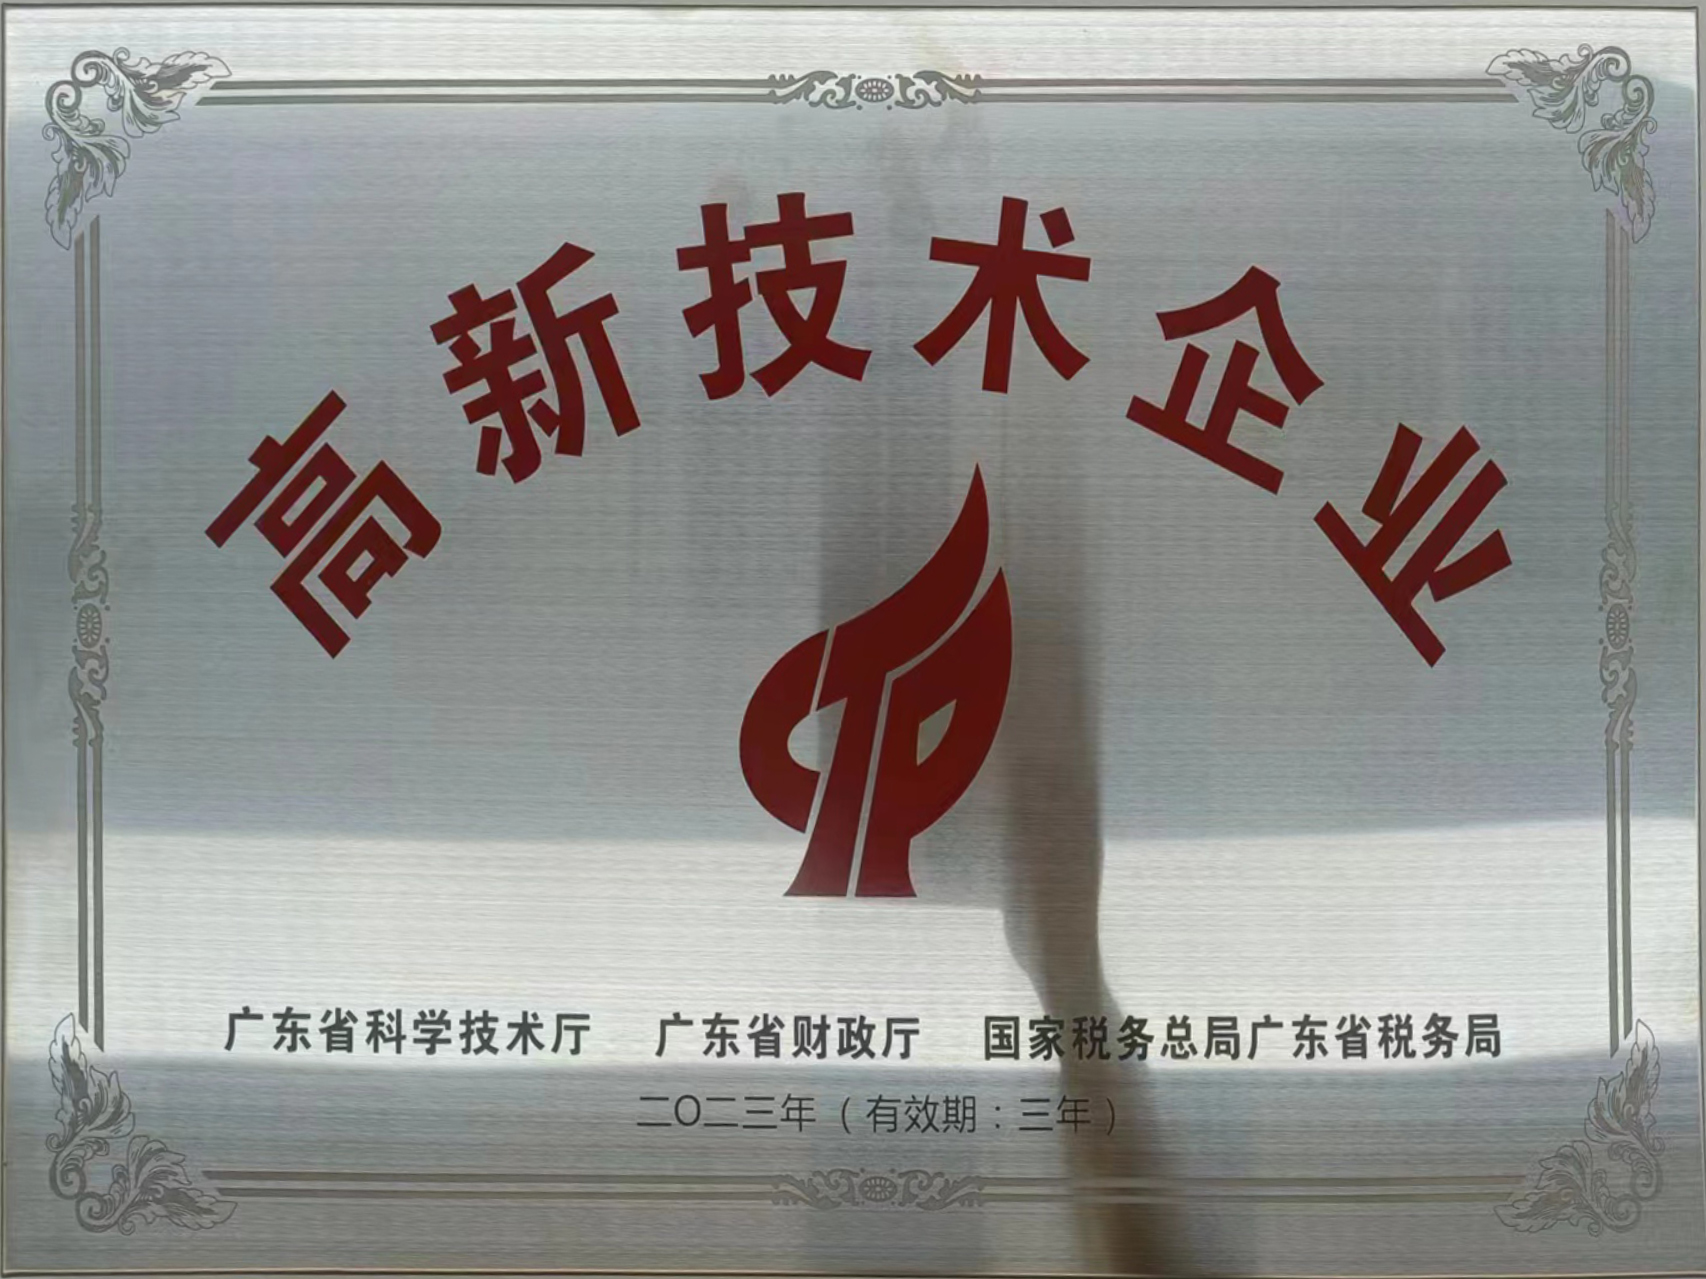 高新技术企业
广东省科学技术厅 广东省财政厅 国家税务总局广东省税务局
二〇二三年（有效期：三年）